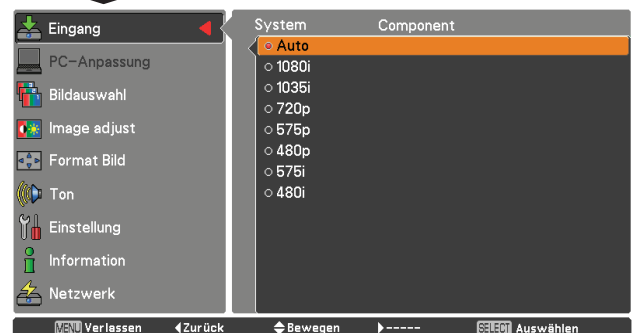 Eingang
PC-Anpassung
Bildauswahl
Image adjust
Format Bild
Ton
Einstellung
Information
Netzwerk
System Component
Auto
1080i
1035i
720p
575p
480p
575i
480i
MENU Verlassen Zurück Bewegen ----- SELECT Auswählen